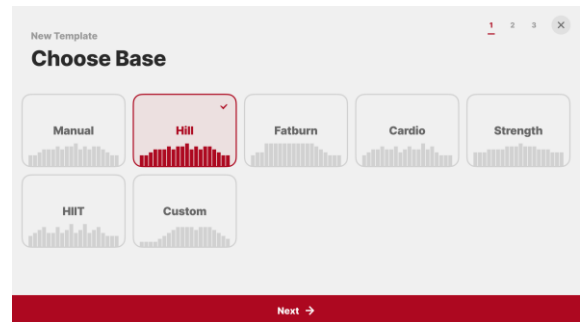 New Template
Choose Base
1 2 3
Manual
Hill
Fatburn
Cardio
Strength
HIIT
Custom
Next →